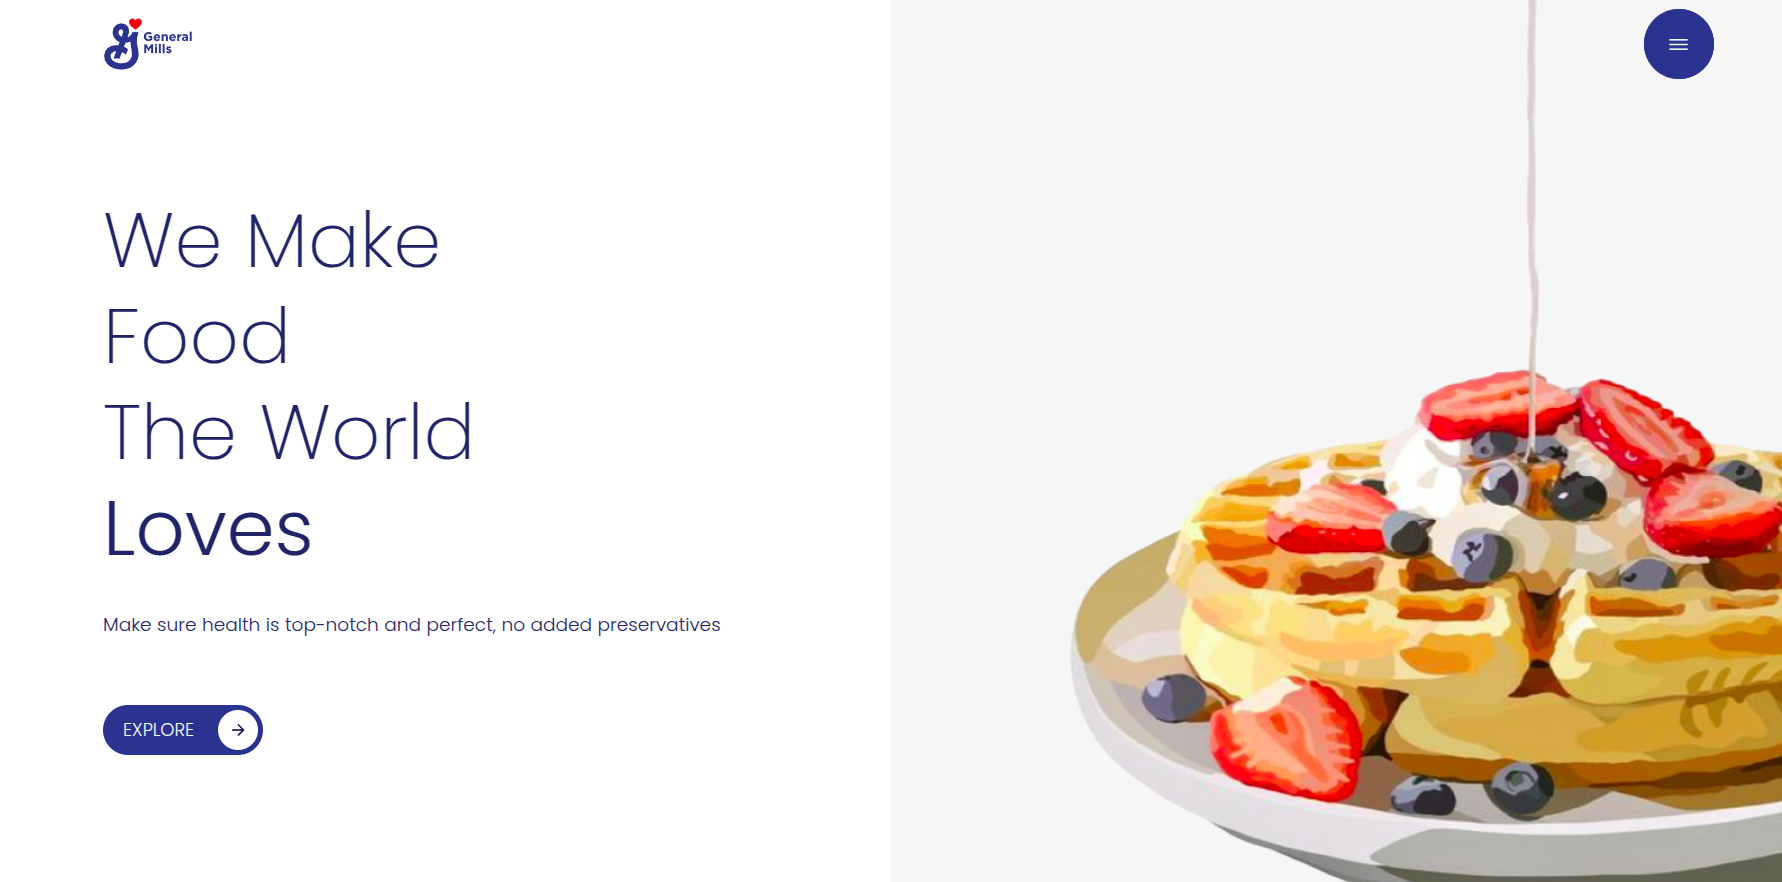 General
Mills
We Make
Food
The World
Loves
Make sure health is top-notch and perfect, no added preservatives
EXPLORE